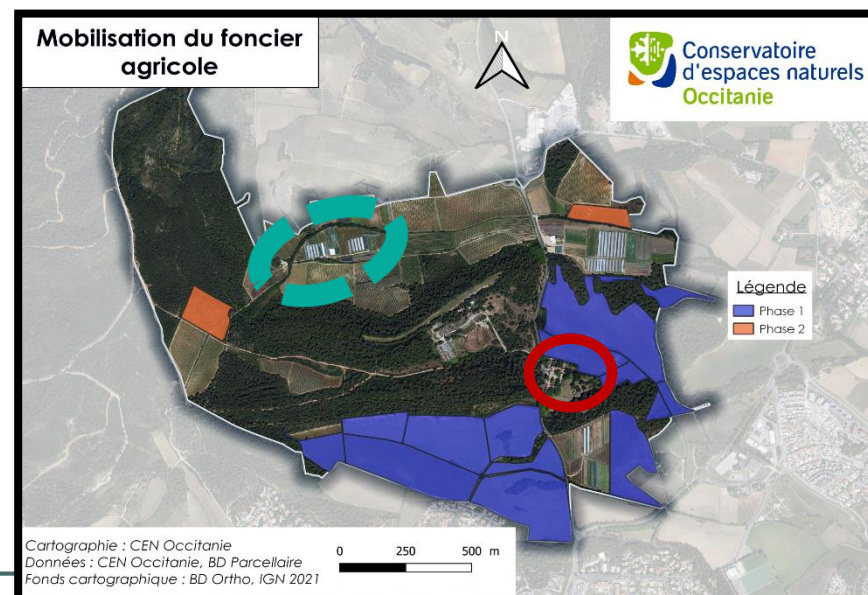 Mobilisation du foncier
agricole
N
Conservatoire
d'espaces naturels
Occitanie
Légende
Phase 1
Phase 2
Cartographie : CEN Occitanie
Données : CEN Occitanie, BD Parcellaire
Fonds cartographique : BD Ortho, IGN 2021
0 250 500 m